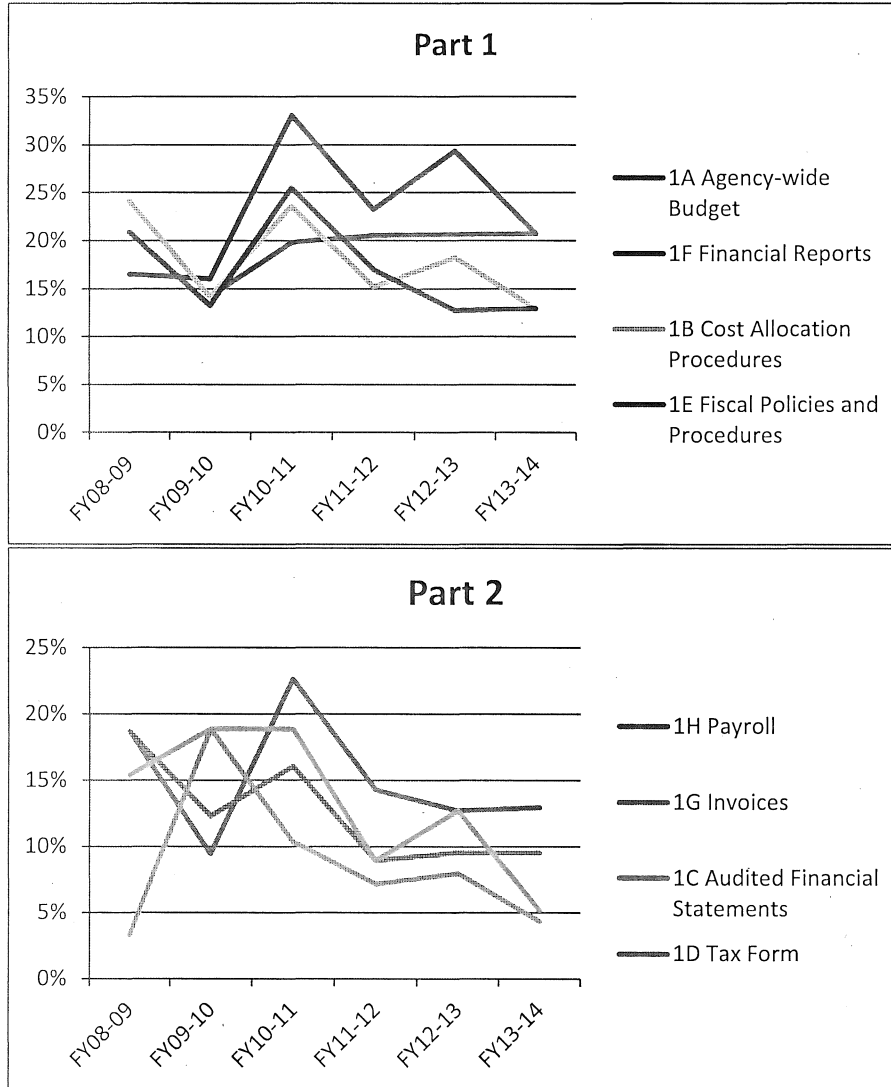 Part 1
35%
30%
25%
20%
15%
10%
5%
0%
FY08-09
FY09-10
FY10-11
FY11-12
FY12-13
FY13-14
1A Agency-wide
Budget
1F Financial Reports
1B Cost Allocation
Procedures
1E Fiscal Policies and
Procedures
Part 2
25%
20%
15%
10%
5%
0%
FY08-09
FY09-10
FY10-11
FY11-12
FY12-13
FY13-14
1H Payroll
1G Invoices
1C Audited Financial
Statements
1D Tax Form